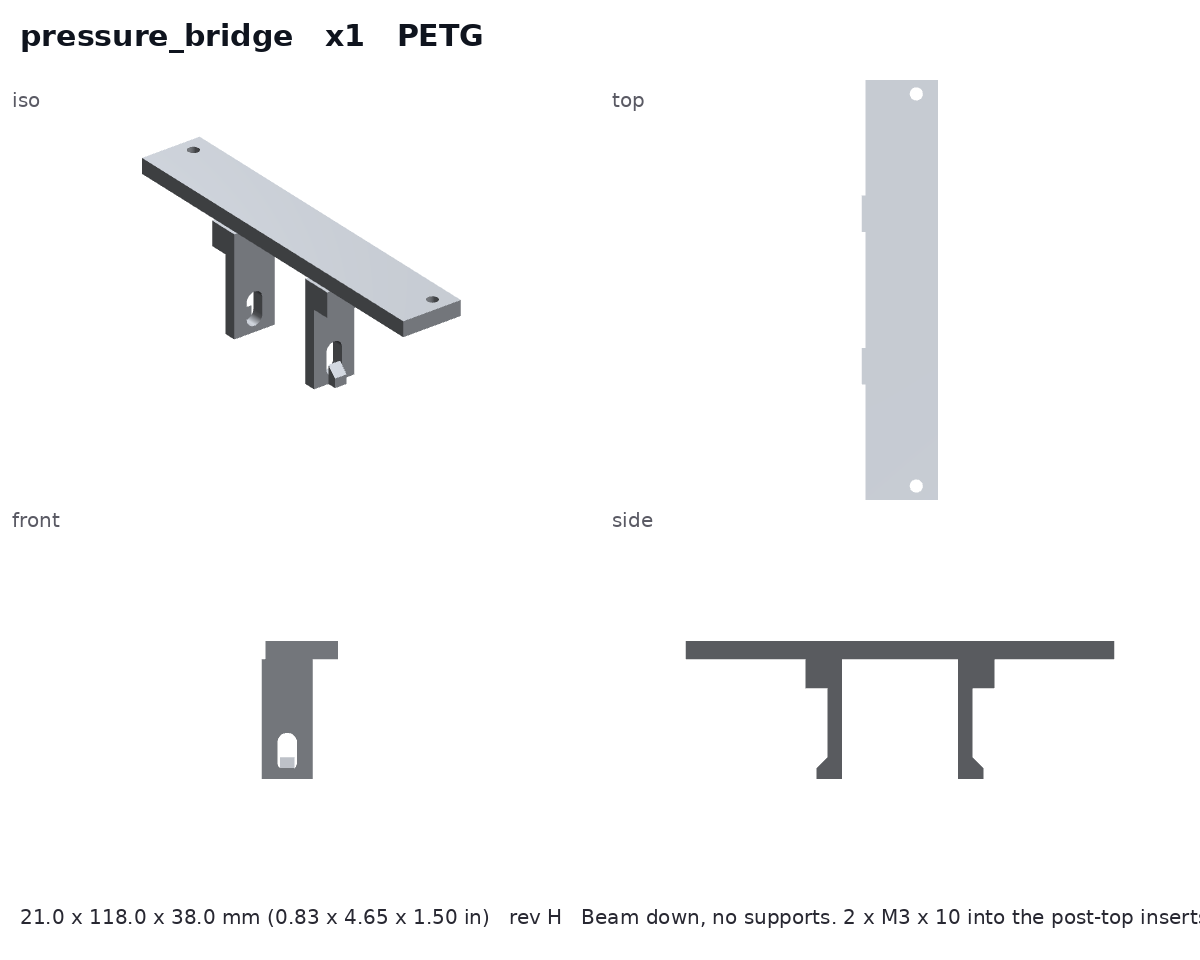 pressure_bridge x1 PETG
iso
top
front
side
21.0 x 118.0 x 38.0 mm (0.83 x 4.65 x 1.50 in) rev H Beam down, no supports. 2 x M3 x 10 into the post-top inserts